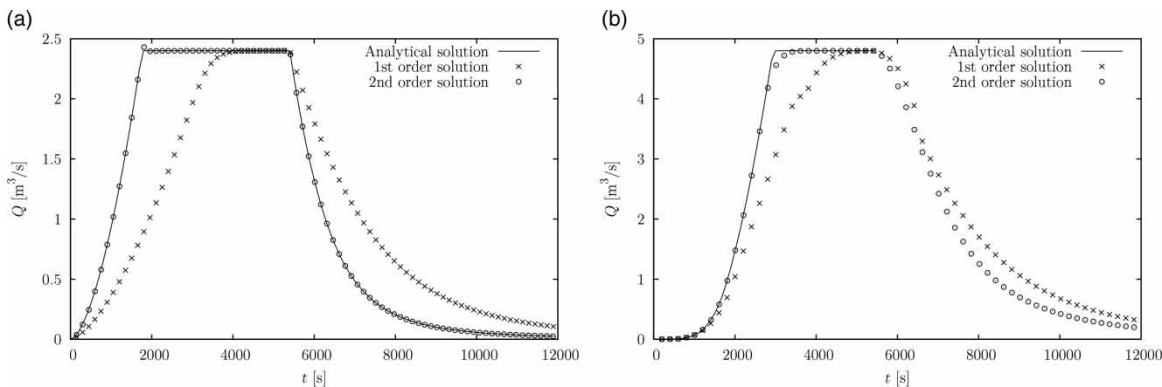 (a)
2.5
2
1.5
1
0.5
0
Q [m³/s]
0
2000
4000
6000
8000
10000
12000
t [s]
Analytical solution
1st order solution
2nd order solution
(b)
5
4
3
2
1
0
Q [m³/s]
0
2000
4000
6000
8000
10000
12000
t [s]
Analytical solution
1st order solution
2nd order solution